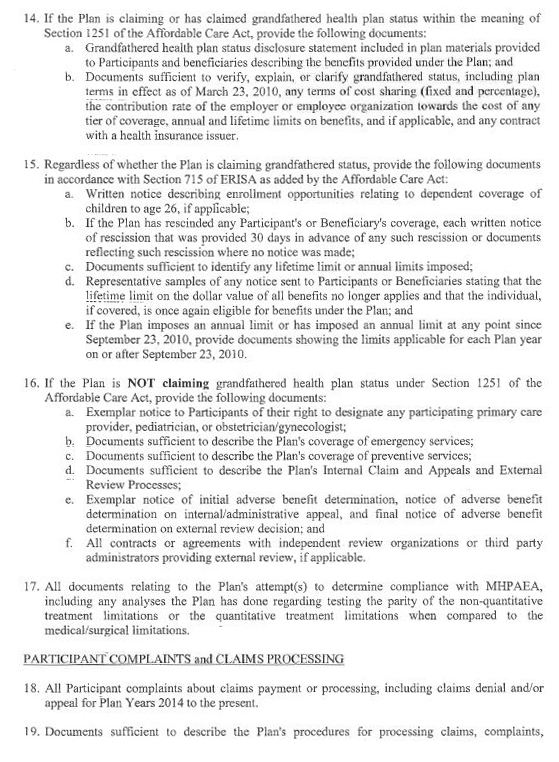 14. If the Plan is claiming or has claimed grandfathered health plan status within the meaning of
Section 1251 of the Affordable Care Act, provide the following documents:
a. Grandfathered health plan status disclosure statement included in plan materials provided
to Participants and beneficiaries describing the benefits provided under the Plan; and
b. Documents sufficient to verify, explain, or clarify grandfathered status, including plan
terms in effect as of March 23, 2010, any terms of cost sharing (fixed and percentage),
the contribution rate of the employer or employee organization towards the cost of any
tier of coverage, annual and lifetime limits on benefits, and if applicable, and any contract
with a health insurance issuer.
15. Regardless of whether the Plan is claiming grandfathered status, provide the following documents
in accordance with Section 715 of ERISA as added by the Affordable Care Act:
a. Written notice describing enrollment opportunities relating to dependent coverage of
children to age 26, if applicable;
b. If the Plan has rescinded any Participant's or Beneficiary's coverage, each written notice
of rescission that was provided 30 days in advance of any such rescission or documents
reflecting such rescission where no notice was made;
c. Documents sufficient to identify any lifetime limit or annual limits imposed;
d. Representative samples of any notice sent to Participants or Beneficiaries stating that the
lifetime limit on the dollar value of all benefits no longer applies and that the individual,
if covered, is once again eligible for benefits under the Plan; and
e. If the Plan imposes an annual limit or has imposed an annual limit at any point since
September 23, 2010, provide documents showing the limits applicable for each Plan year
on or after September 23, 2010.
16. If the Plan is NOT claiming grandfathered health plan status under Section 1251 of the
Affordable Care Act, provide the following documents:
a. Exemplar notice to Participants of their right to designate any participating primary care
provider, pediatrician, or obstetrician/gynecologist;
b. Documents sufficient to describe the Plan's coverage of emergency services;
c. Documents sufficient to describe the Plan's coverage of preventive services;
d. Documents sufficient to describe the Plan's Internal Claim and Appeals and External
Review Processes;
e. Exemplar notice of initial adverse benefit determination, notice of adverse benefit
determination on internal/administrative appeal, and final notice of adverse benefit
determination on external review decision; and
f. All contracts or agreements with independent review organizations or third party
administrators providing external review, if applicable.
17. All documents relating to the Plan's attempt(s) to determine compliance with MHPAEA,
including any analyses the Plan has done regarding testing the parity of the non-quantitative
treatment limitations or the quantitative treatment limitations when compared to the
medical/surgical limitations.
PARTICIPANT COMPLAINTS and CLAIMS PROCESSING
18. All Participant complaints about claims payment or processing, including claims denial and/or
appeal for Plan Years 2014 to the present.
19. Documents sufficient to describe the Plan's procedures for processing claims, complaints,